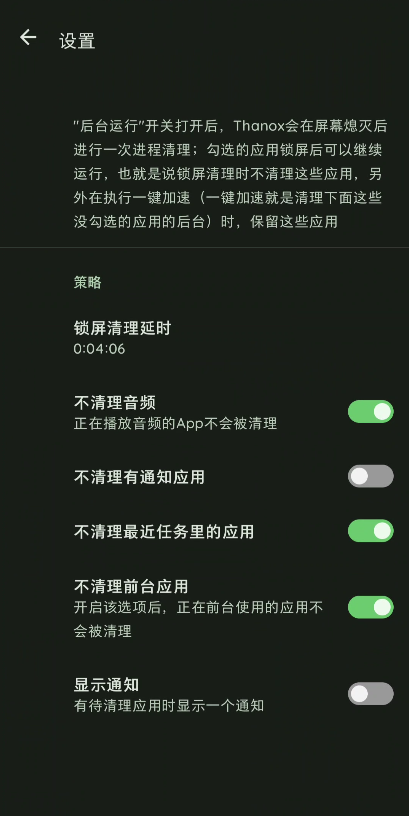 设置
"后台运行"开关打开后，Thanox会在屏幕熄灭后
进行一次进程清理；勾选的应用锁屏后可以继续
运行，也就是说锁屏清理时不清理这些应用，另
外在执行一键加速（一键加速就是清理下面这些
没勾选的应用的后台）时，保留这些应用
策略
锁屏清理延时
0:04:06
不清理音频
正在播放音频的App不会被清理
不清理有通知应用
不清理最近任务里的应用
不清理前台应用
开启该选项后，正在前台使用的应用不
会被清理
显示通知
有待清理应用时显示一个通知